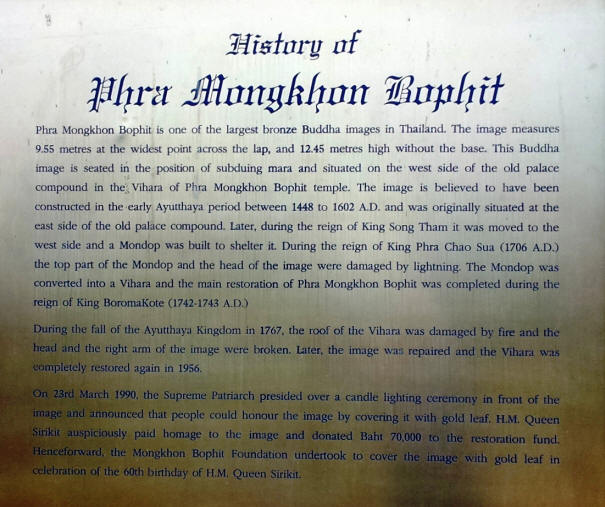 History of
Phra Mongkhon Bophit
Phra Mongkhon Bophit is one of the largest bronze Buddha images in Thailand. The image measures
9.55 metres at the widest point across the lap, and 12.45 metres high without the base. This Buddha
image is seated in the position of subduing mara and situated on the west side of the old palace
compound in the Vihara of Phra Mongkhon Bophit temple. The image is believed to have been
constructed in the early Ayutthaya period between 1448 to 1602 A.D. and was originally situated at the
east side of the old palace compound. Later, during the reign of King Song Tham it was moved to the
west side and a Mondop was built to shelter it. During the reign of King Phra Chao Sua (1706 A.D.)
the top part of the Mondop and the head of the image were damaged by lightning. The Mondop was
converted into a Vihara and the main restoration of Phra Mongkhon Bophit was completed during the
reign of King BoromaKote (1742-1743 A.D.)
During the fall of the Ayutthaya Kingdom in 1767, the roof of the Vihara was damaged by fire and the
head and the right arm of the image were broken. Later, the image was repaired and the Vihara was
completely restored again in 1956.
On 23rd March 1990, the Supreme Patriarch presided over a candle lighting ceremony in front of the
image and announced that people could honour the image by covering it with gold leaf. H.M. Queen
Sirikit auspiciously paid homage to the image and donated Baht 70,000 to the restoration fund.
Henceforward, the Mongkhon Bophit Foundation undertook to cover the image with gold leaf in
celebration of the 60th birthday of H.M. Queen Sirikit.